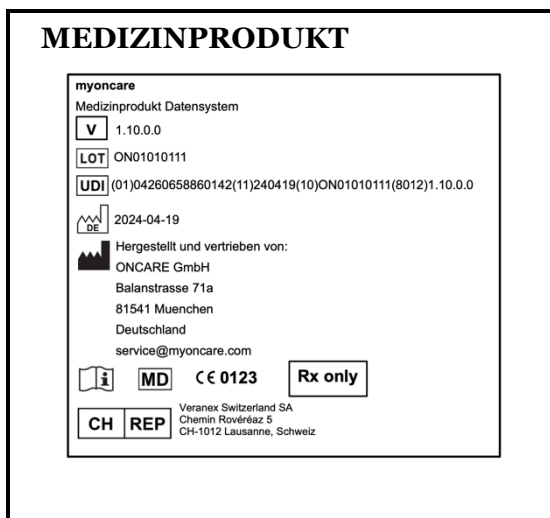 MEDIZINPRODUKT
myoncare
Medizinprodukt Datensystem
V 1.10.0.0
LOT ON01010111
UDI (01)04260658860142(11)240419(10)ON01010111(8012)1.10.0.0
DE 2024-04-19
Hergestellt und vertrieben von:
ONCARE GmbH
Balanstrasse 71a
81541 Muenchen
Deutschland
service@myoncare.com
i MD CE 0123 Rx only
CH REP
Veranex Switzerland SA
Chemin Rovéréaz 5
CH-1012 Lausanne, Schweiz